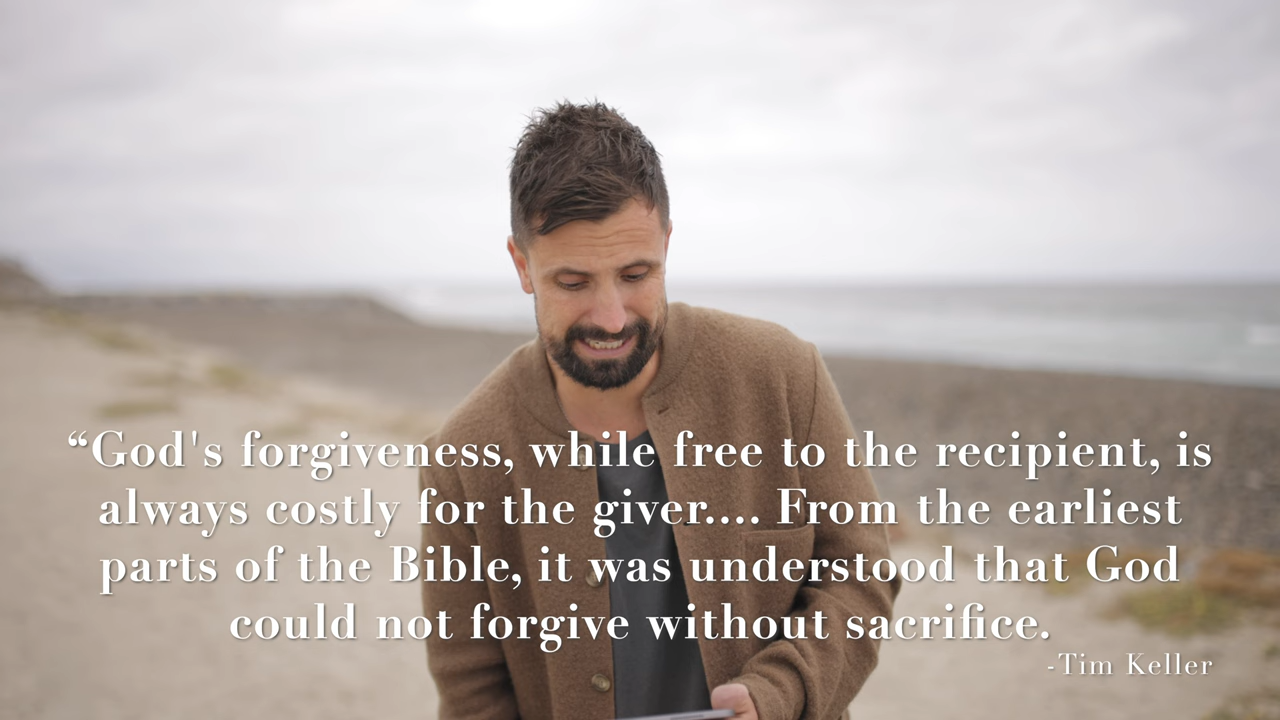 “God's forgiveness, while free to the recipient, is
always costly for the giver.... From the earliest
parts of the Bible, it was understood that God
could not forgive without sacrifice.
-Tim Keller